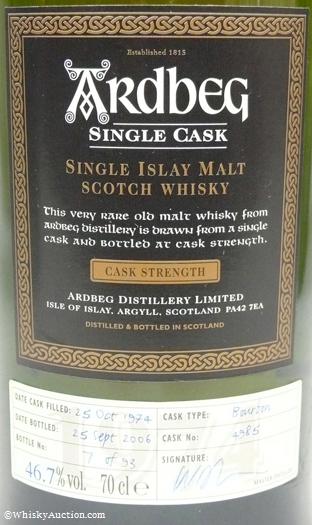 Established 1815
ARDBEG
SINGLE CASK
SINGLE ISLAY MALT
SCOTCH WHISKY
This very rare old malt whisky from
ardbeg distillery is drawn from a single
cask and bottled at cask strength.
CASK STRENGTH
ARDBEG DISTILLERY LIMITED
ISLE OF ISLAY, ARGYLL, SCOTLAND PA42 7EA
DISTILLED & BOTTLED IN SCOTLAND
DATE CASK FILLED: 25 Oct 1974 CASK TYPE: Bourbon
DATE BOTTLED: 25 Sept 2006 CASK No: 4985
BOTTLE No: 7 of 93 SIGNATURE:
46.7% vol. 70 cl e
©WhiskyAuction.com